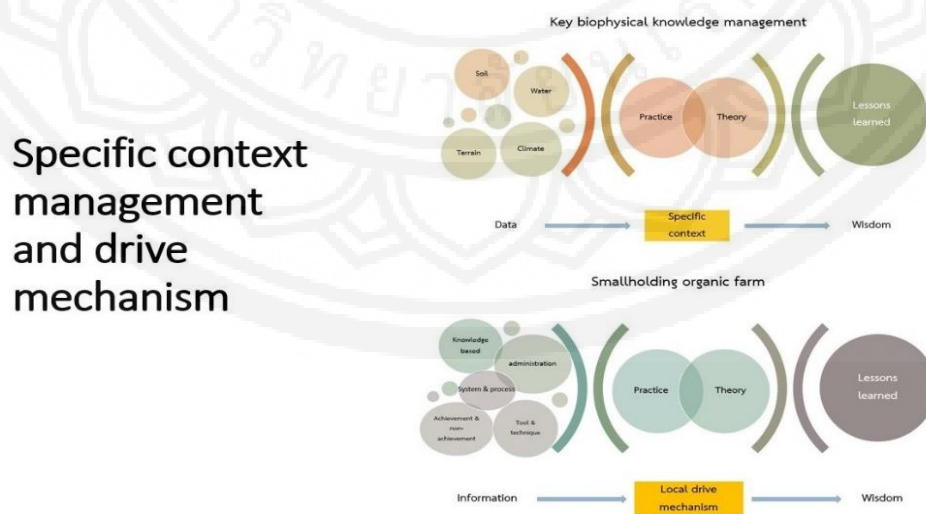 Specific context
management
and drive
mechanism
Key biophysical knowledge management
Soil
Water
Terrain
Climate
Practice
Theory
Lessons
learned
Data
Specific
context
Wisdom
Smallholding organic farm
Knowledge
based
administration
System & process
Achievement &
non-
achievement
Tool &
technique
Practice
Theory
Lessons
learned
Information
Local drive
mechanism
Wisdom